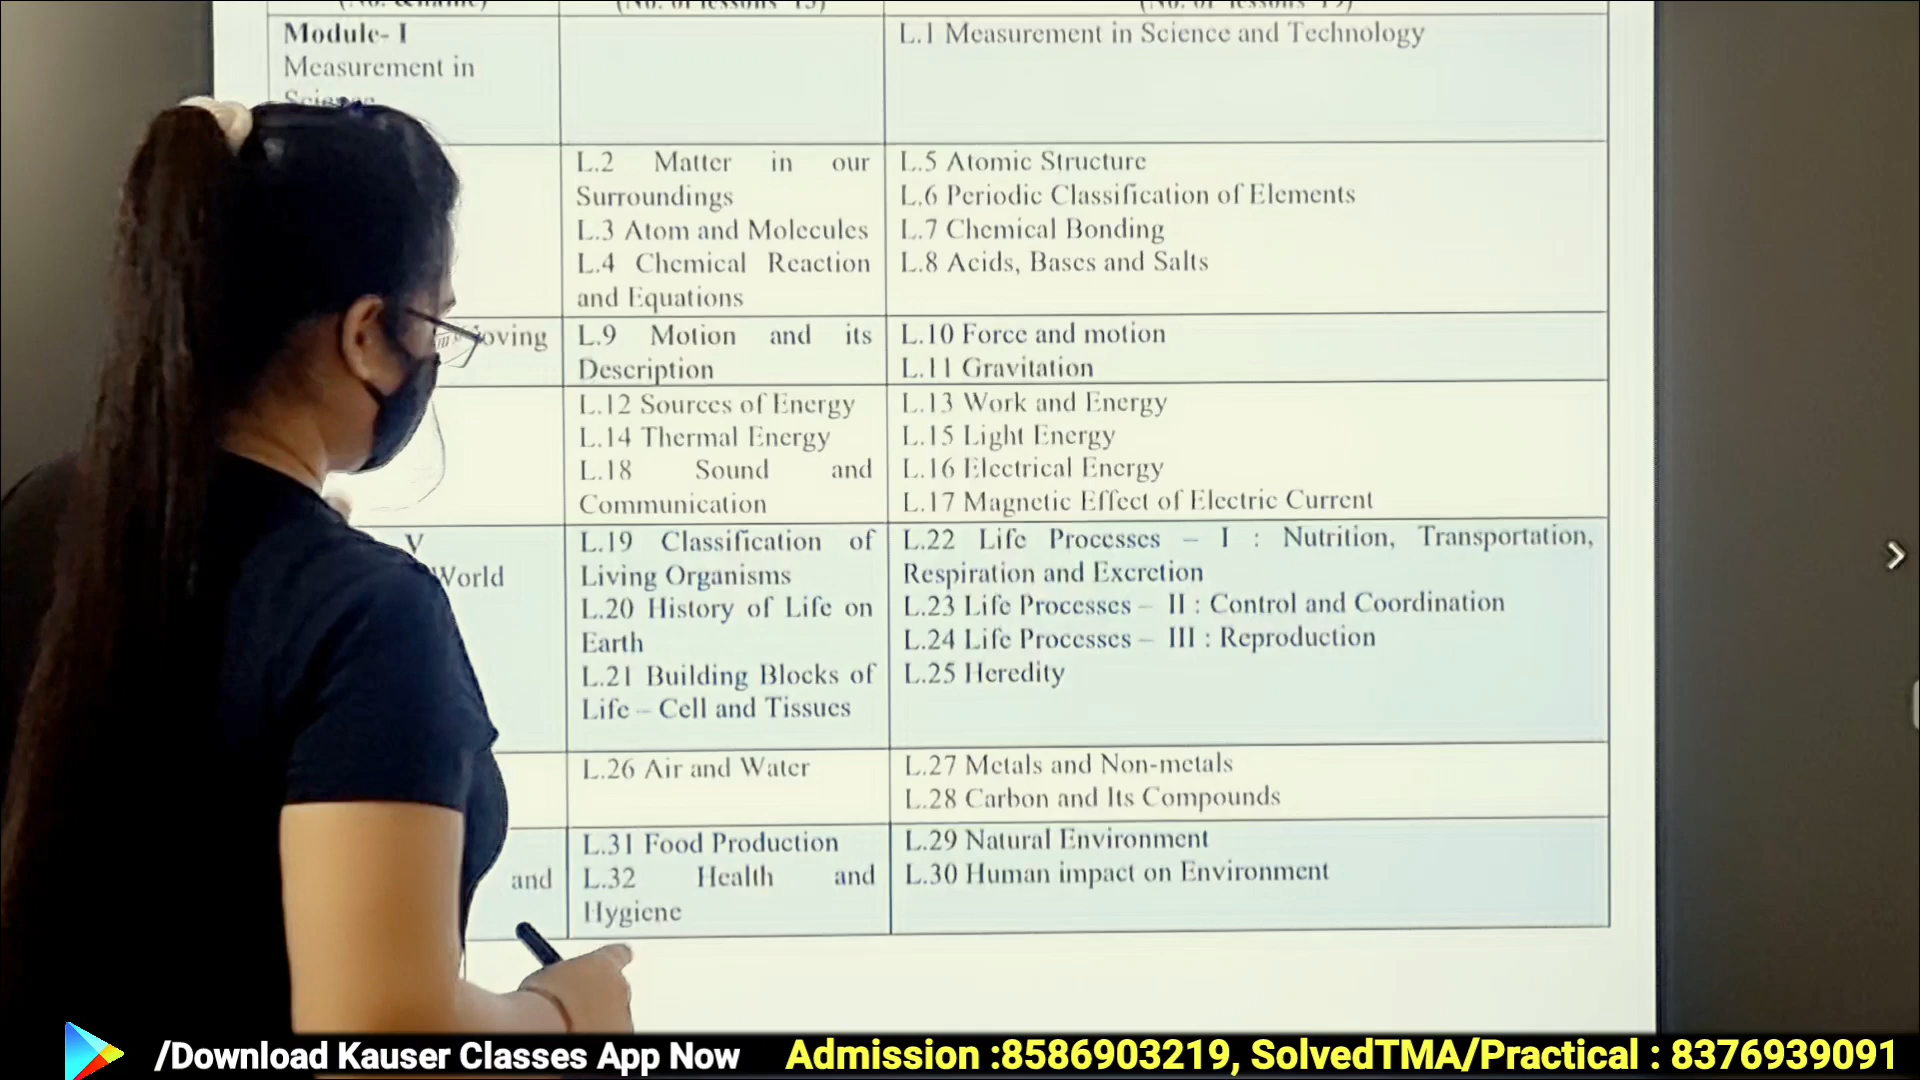 (No. of lessons 13)
Module- I
Measurement in
Science
L.1 Measurement in Science and Technology
L.2 Matter in our
Surroundings
L.3 Atom and Molecules
L.4 Chemical Reaction
and Equations
L.5 Atomic Structure
L.6 Periodic Classification of Elements
L.7 Chemical Bonding
L.8 Acids, Bases and Salts
L.9 Motion and its
Description
L.10 Force and motion
L.11 Gravitation
L.12 Sources of Energy
L.14 Thermal Energy
L.18 Sound and
Communication
L.13 Work and Energy
L.15 Light Energy
L.16 Electrical Energy
L.17 Magnetic Effect of Electric Current
V
World
L.19 Classification of
Living Organisms
L.20 History of Life on
Earth
L.21 Building Blocks of
Life – Cell and Tissues
L.22 Life Processes – I : Nutrition, Transportation,
Respiration and Excretion
L.23 Life Processes – II : Control and Coordination
L.24 Life Processes – III : Reproduction
L.25 Heredity
L.26 Air and Water
L.27 Metals and Non-metals
L.28 Carbon and Its Compounds
and
L.31 Food Production
L.32 Health and
Hygiene
L.29 Natural Environment
L.30 Human impact on Environment
/Download Kauser Classes App Now Admission :8586903219, SolvedTMA/Practical : 8376939091